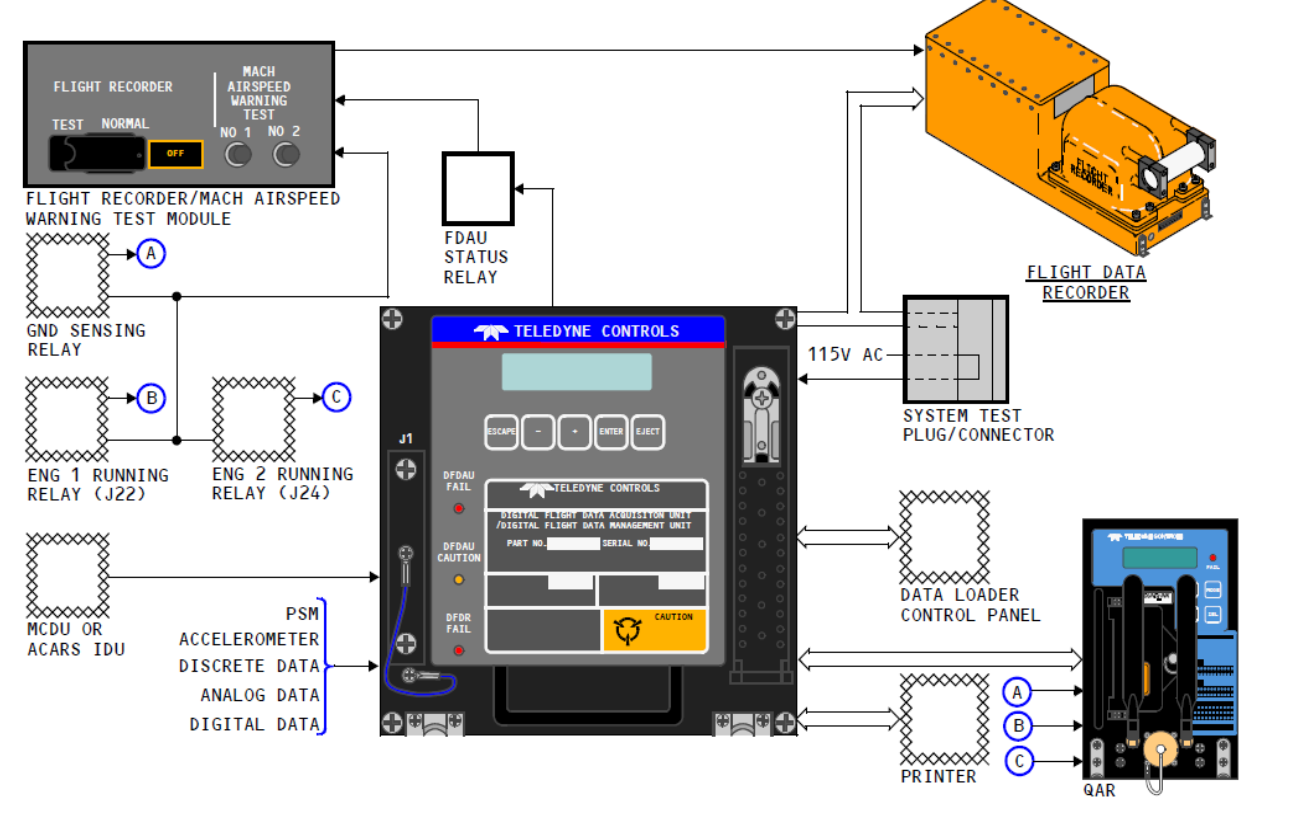 FLIGHT RECORDER
TEST NORMAL
OFF
MACH
AIRSPEED
WARNING
TEST
NO 1 NO 2
FLIGHT RECORDER/MACH AIRSPEED
WARNING TEST MODULE
A
GND SENSING
RELAY
B
ENG 1 RUNNING
RELAY (J22)
C
ENG 2 RUNNING
RELAY (J24)
MCDU OR
ACARS IDU
PSM
ACCELEROMETER
DISCRETE DATA
ANALOG DATA
DIGITAL DATA
FDAU
STATUS
RELAY
FLIGHT
RECORDER
FLIGHT DATA
RECORDER
TELEDYNE CONTROLS
ESCAPE - + ENTER EJECT
J1
DFDAU
FAIL
DFDAU
CAUTION
DFDR
FAIL
TELEDYNE CONTROLS
DIGITAL FLIGHT DATA ACQUISITON UNIT
/DIGITAL FLIGHT DATA MANAGEMENT UNIT
PART NO. SERIAL NO.
CAUTION
115V AC
SYSTEM TEST
PLUG/CONNECTOR
DATA LOADER
CONTROL PANEL
PRINTER
TELEDYNE CONTROLS
FAIL
A
B
C
QAR